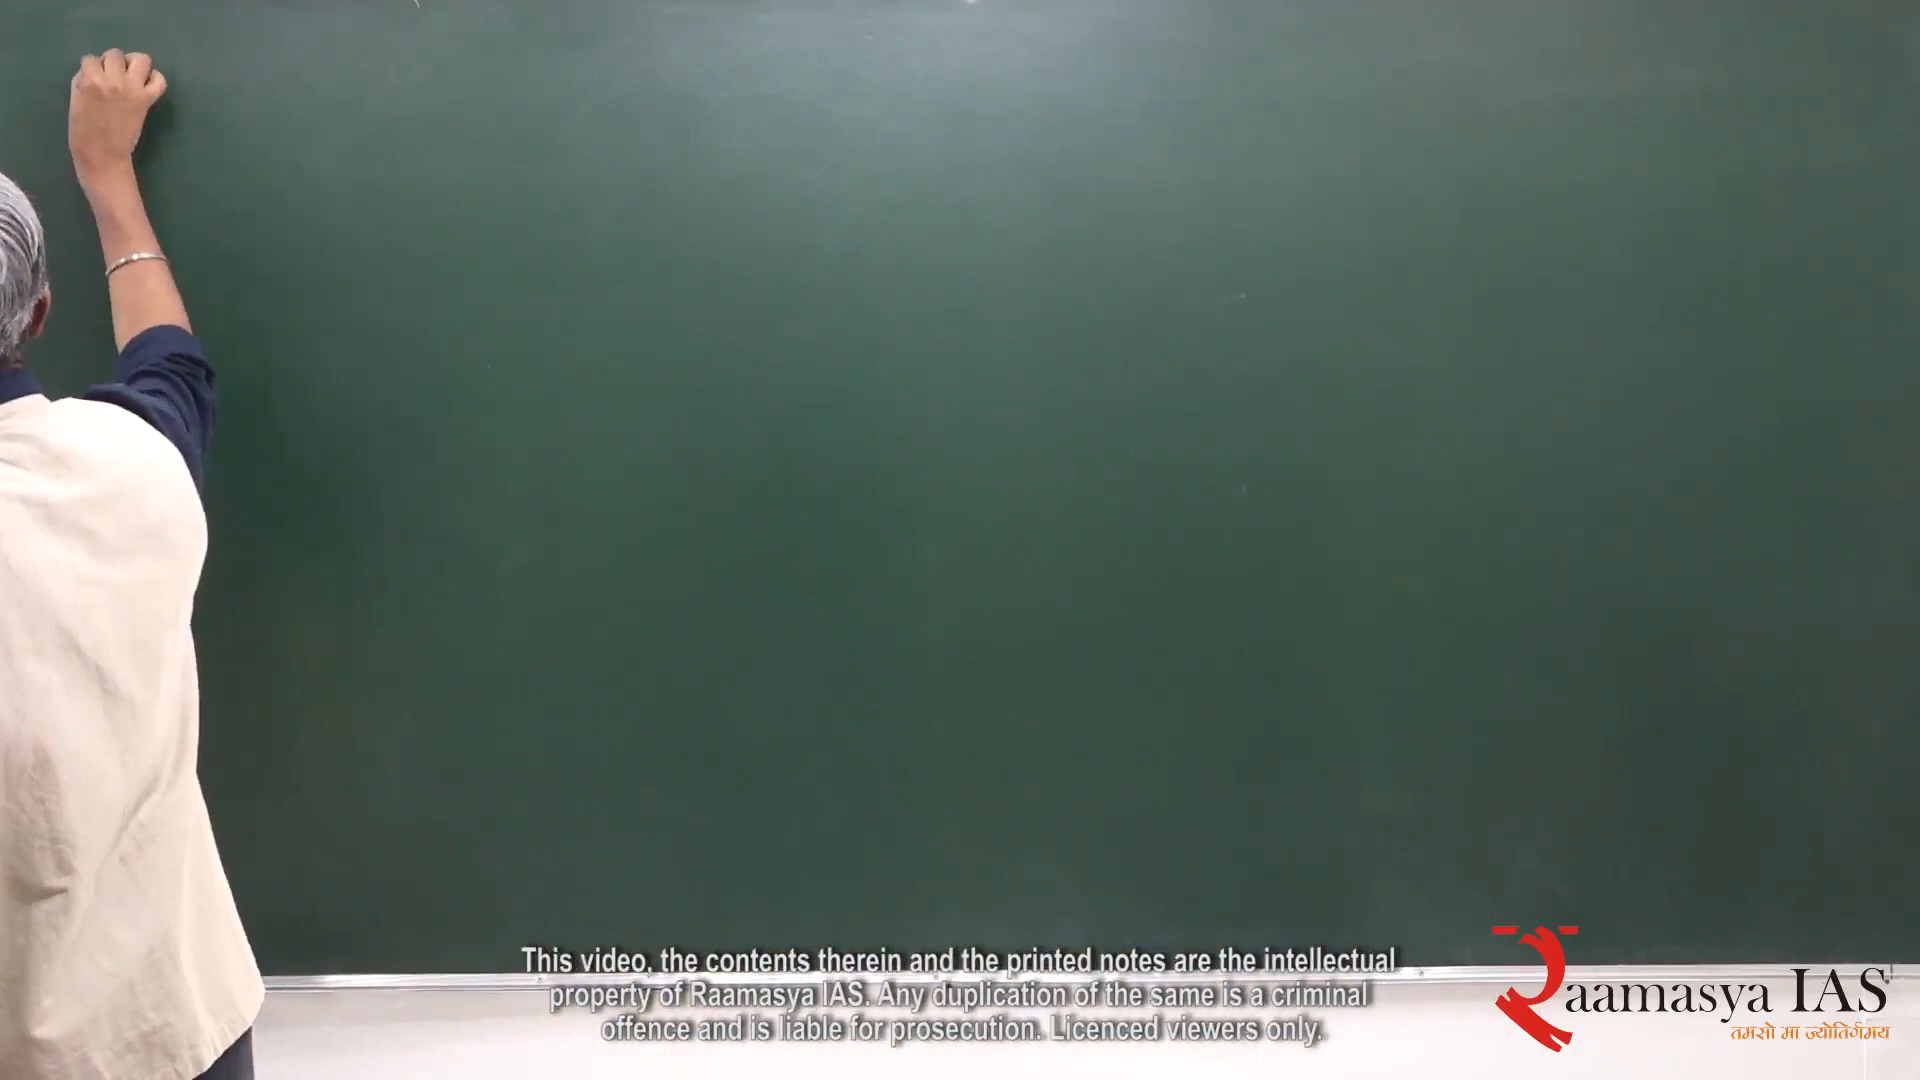 This video, the contents therein and the printed notes are the intellectual
property of Raamasya IAS. Any duplication of the same is a criminal
offence and is liable for prosecution. Licenced viewers only.
Raamasya IAS
तमसो मा ज्योतिर्गमय